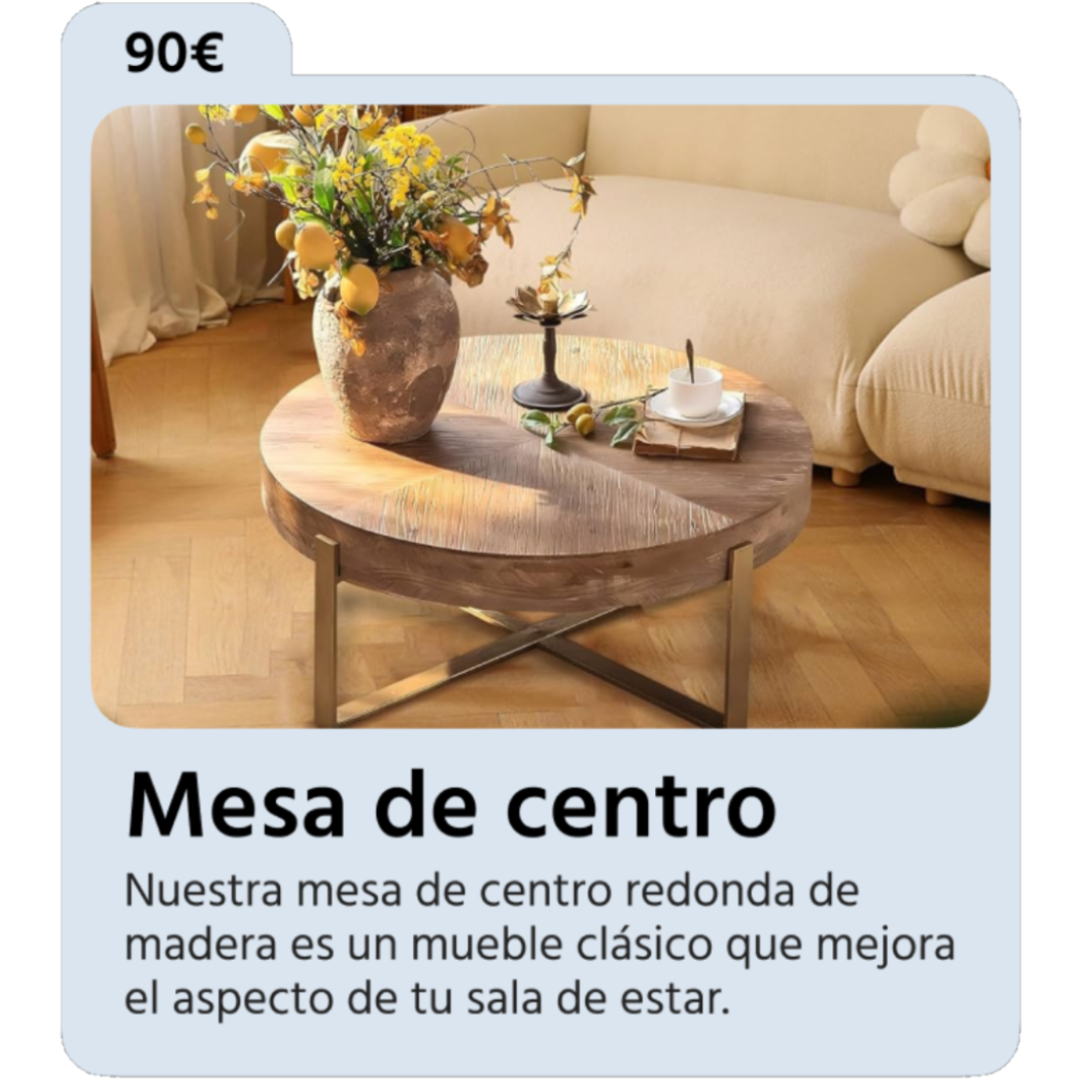 90€
Mesa de centro
Nuestra mesa de centro redonda de
madera es un mueble clásico que mejora
el aspecto de tu sala de estar.